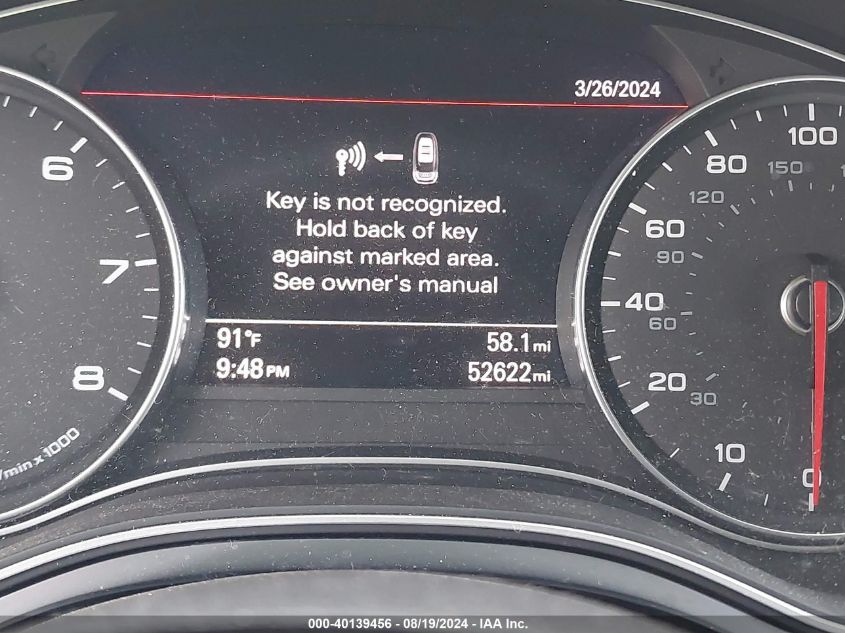 3/26/2024
Key is not recognized.
Hold back of key
against marked area.
See owner's manual
91°F 58.1mi
9:48PM 52622mi
6
7
8
/min x 1000
100
80
150
120
60
90
40
60
20
30
10
0
000-40139456 - 08/19/2024 - IAA Inc.